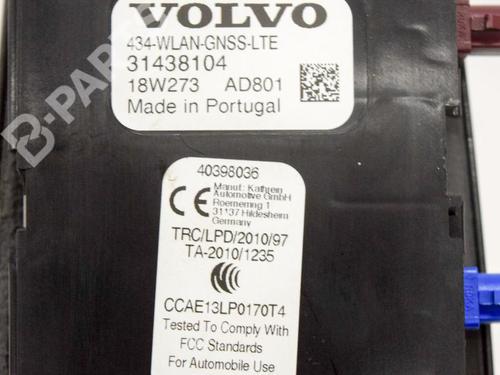 VOLVO
434-WLAN-GNSS-LTE
31438104
18W273 AD801
Made in Portugal
B-PARTS
40398036
CE
Manuf.: Kathrein
Automotive GmbH
Roemerring 1
31137 Hildesheim
Germany
TRC/LPD/2010/97
TA-2010/1235
CCAE13LP0170T4
Tested To Comply With
FCC Standards
For Automobile Use